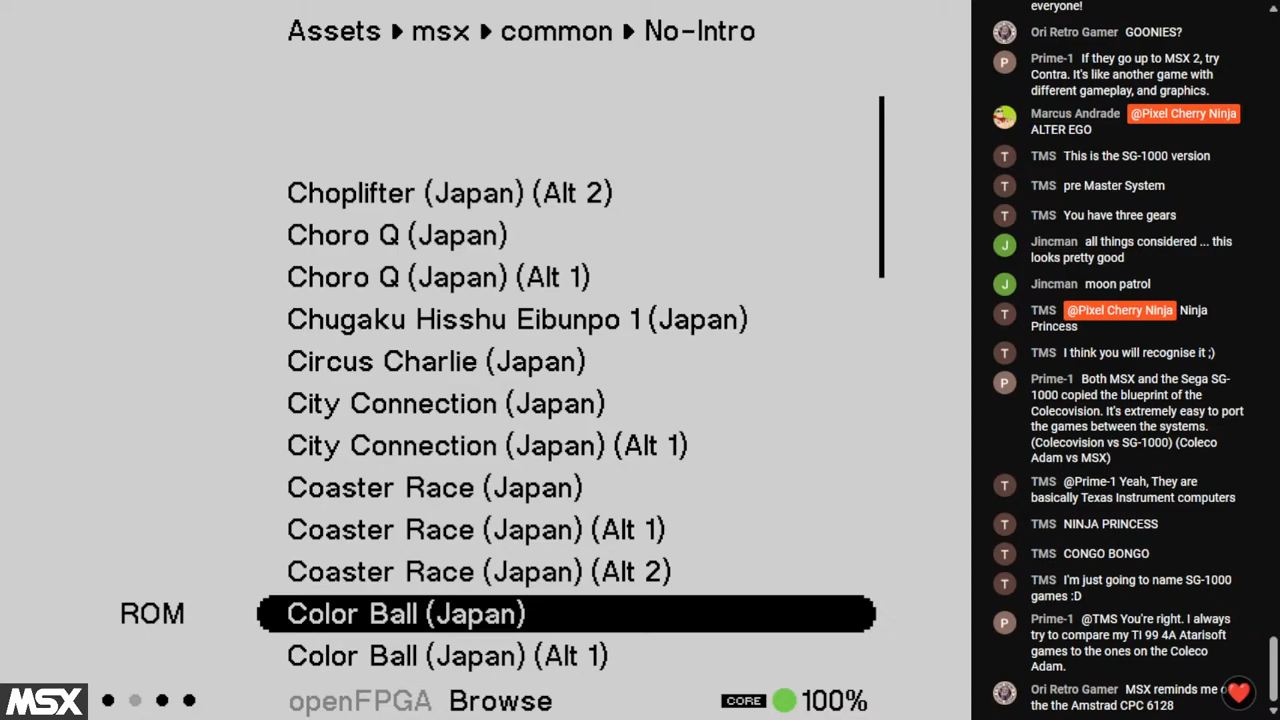 Assets ▸ msx ▸ common ▸ No-Intro
Choplifter (Japan) (Alt 2)
Choro Q (Japan)
Choro Q (Japan) (Alt 1)
Chugaku Hisshu Eibunpo 1 (Japan)
Circus Charlie (Japan)
City Connection (Japan)
City Connection (Japan) (Alt 1)
Coaster Race (Japan)
Coaster Race (Japan) (Alt 1)
Coaster Race (Japan) (Alt 2)
ROM Color Ball (Japan)
Color Ball (Japan) (Alt 1)
MSX openFPGA Browse CORE 100%
everyone!
Ori Retro Gamer GOONIES?
P Prime-1 If they go up to MSX 2, try
Contra. It's like another game with
different gameplay, and graphics.
Marcus Andrade @Pixel Cherry Ninja
ALTER EGO
T TMS This is the SG-1000 version
T TMS pre Master System
T TMS You have three gears
J Jincman all things considered ... this
looks pretty good
J Jincman moon patrol
T TMS @Pixel Cherry Ninja Ninja
Princess
T TMS I think you will recognise it ;)
P Prime-1 Both MSX and the Sega SG-
1000 copied the blueprint of the
Colecovision. It's extremely easy to port
the games between the systems.
(Colecovision vs SG-1000) (Coleco
Adam vs MSX)
T TMS @Prime-1 Yeah, They are
basically Texas Instrument computers
T TMS NINJA PRINCESS
T TMS CONGO BONGO
T TMS I'm just going to name SG-1000
games :D
P Prime-1 @TMS You're right. I always
try to compare my TI 99 4A Atarisoft
games to the ones on the Coleco
Adam.
Ori Retro Gamer MSX reminds me
the the Amstrad CPC 6128